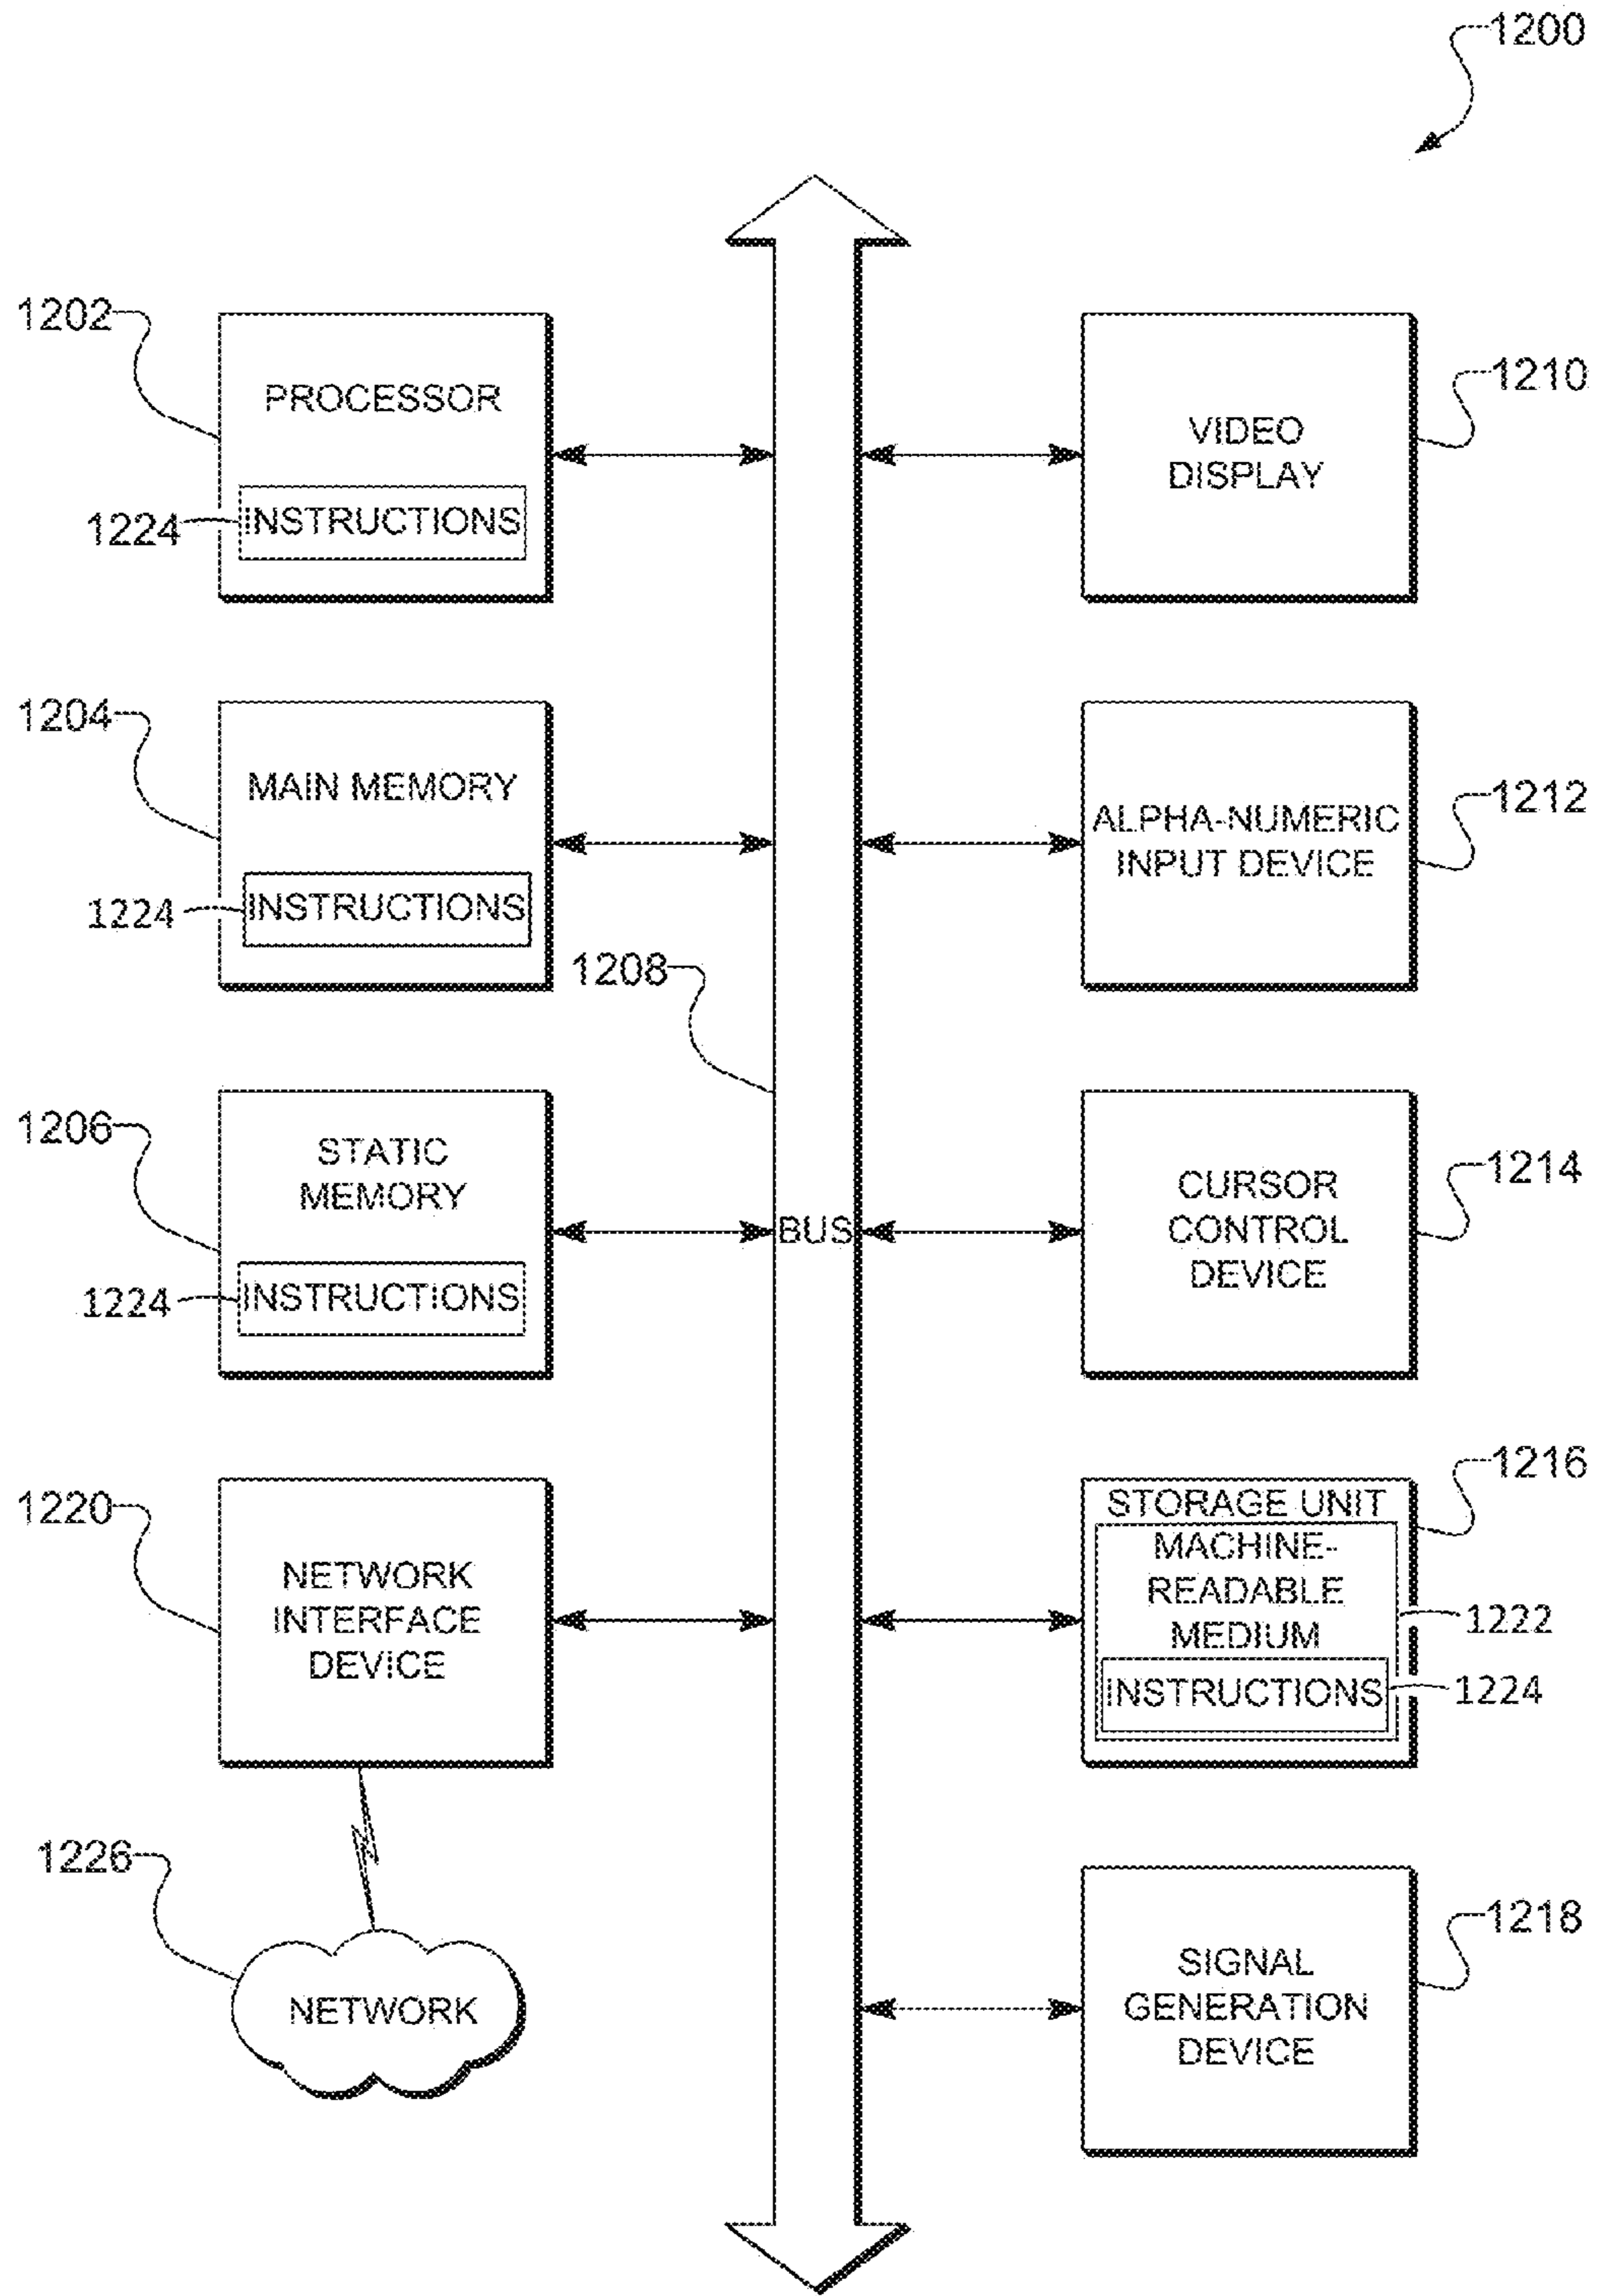 1200
1202
PROCESSOR
1224
INSTRUCTIONS
1210
VIDEO
DISPLAY
1204
MAIN MEMORY
1224
INSTRUCTIONS
1212
ALPHA-NUMERIC
INPUT DEVICE
1208
BUS
1206
STATIC
MEMORY
1224
INSTRUCTIONS
1214
CURSOR
CONTROL
DEVICE
1220
NETWORK
INTERFACE
DEVICE
1216
STORAGE UNIT
MACHINE-
READABLE
MEDIUM
1222
INSTRUCTIONS
1224
1226
NETWORK
1218
SIGNAL
GENERATION
DEVICE